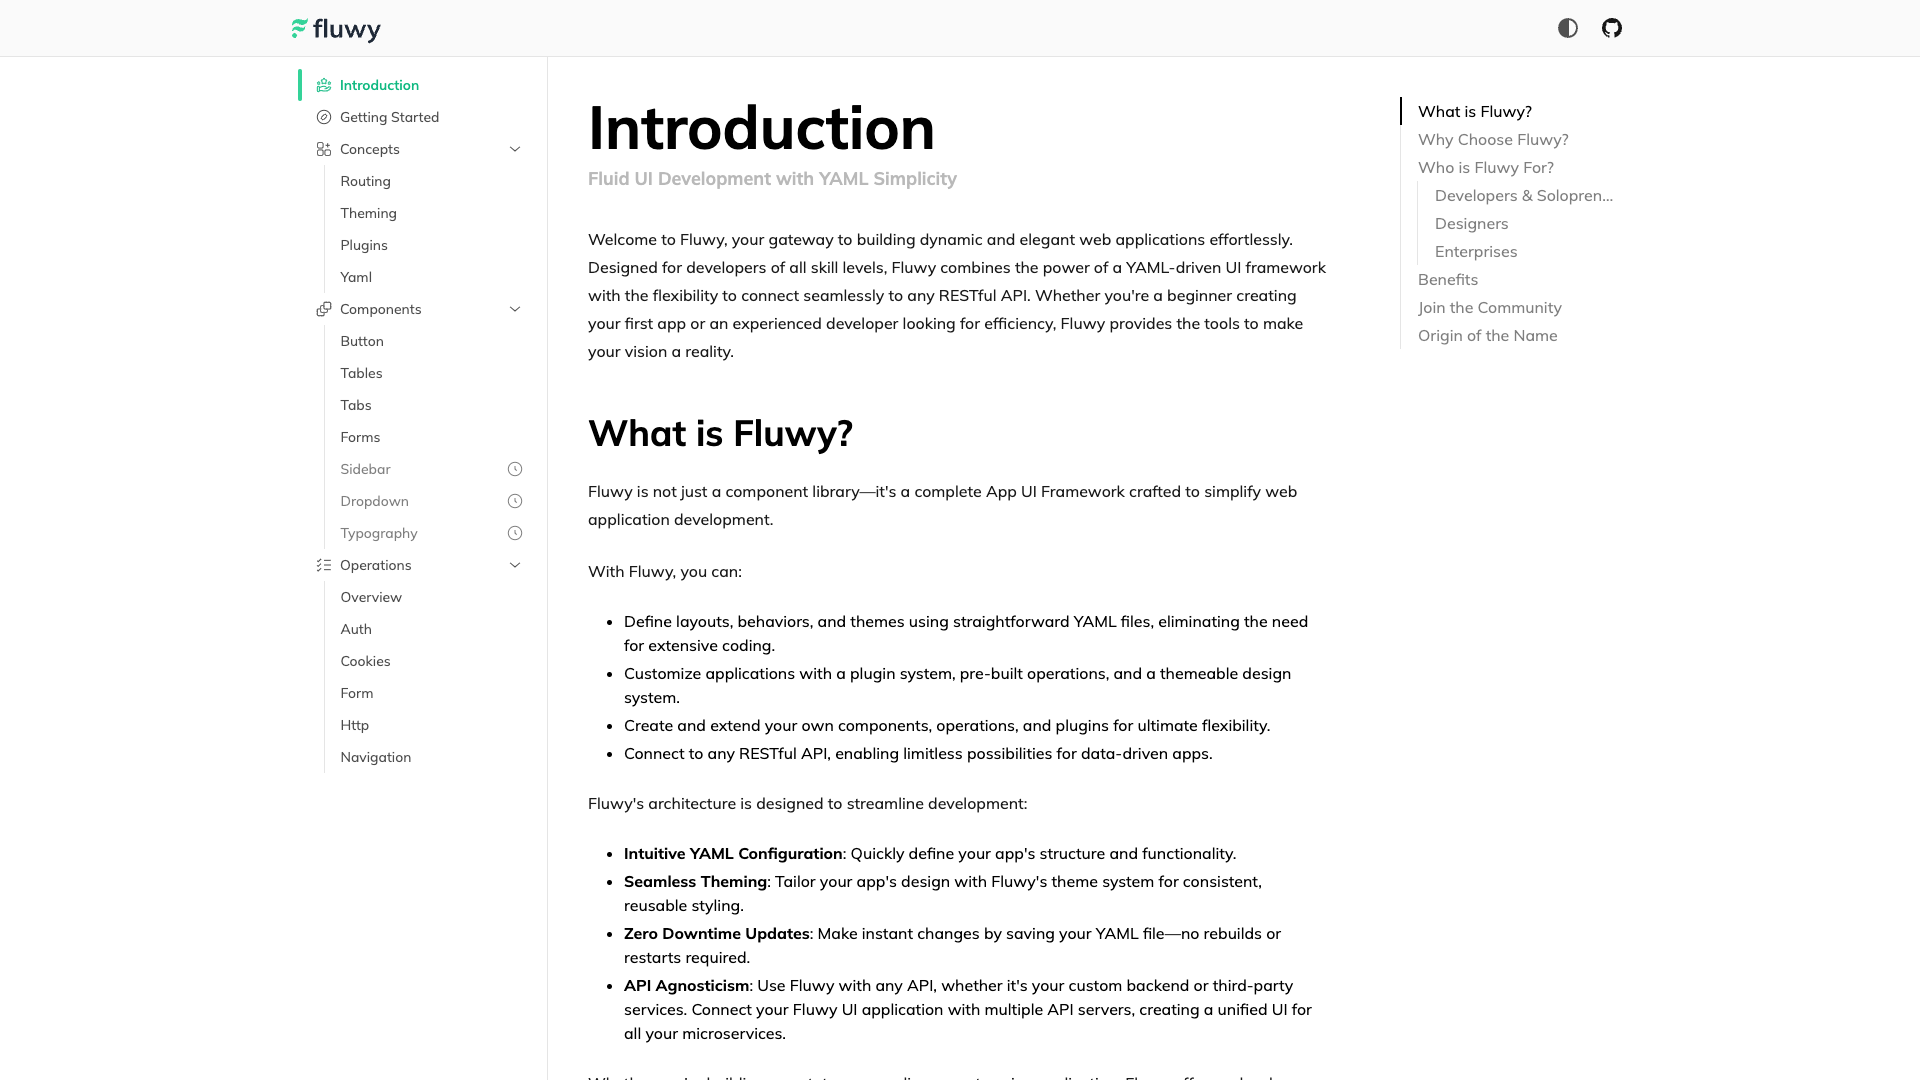 fluwy
Introduction
Getting Started
Concepts
Routing
Theming
Plugins
Yaml
Components
Button
Tables
Tabs
Forms
Sidebar
Dropdown
Typography
Operations
Overview
Auth
Cookies
Form
Http
Navigation
Introduction
Fluid UI Development with YAML Simplicity
Welcome to Fluwy, your gateway to building dynamic and elegant web applications effortlessly.
Designed for developers of all skill levels, Fluwy combines the power of a YAML-driven UI framework
with the flexibility to connect seamlessly to any RESTful API. Whether you're a beginner creating
your first app or an experienced developer looking for efficiency, Fluwy provides the tools to make
your vision a reality.
What is Fluwy?
Fluwy is not just a component library—it's a complete App UI Framework crafted to simplify web
application development.
With Fluwy, you can:
• Define layouts, behaviors, and themes using straightforward YAML files, eliminating the need
for extensive coding.
• Customize applications with a plugin system, pre-built operations, and a themeable design
system.
• Create and extend your own components, operations, and plugins for ultimate flexibility.
• Connect to any RESTful API, enabling limitless possibilities for data-driven apps.
Fluwy's architecture is designed to streamline development:
• Intuitive YAML Configuration: Quickly define your app's structure and functionality.
• Seamless Theming: Tailor your app's design with Fluwy's theme system for consistent,
reusable styling.
• Zero Downtime Updates: Make instant changes by saving your YAML file—no rebuilds or
restarts required.
• API Agnosticism: Use Fluwy with any API, whether it's your custom backend or third-party
services. Connect your Fluwy UI application with multiple API servers, creating a unified UI for
all your microservices.
What is Fluwy?
Why Choose Fluwy?
Who is Fluwy For?
Developers & Solopren...
Designers
Enterprises
Benefits
Join the Community
Origin of the Name